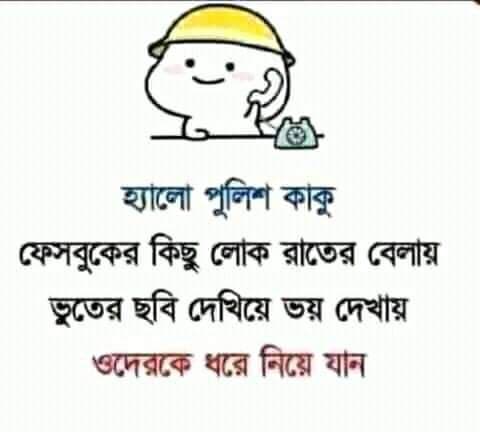 হ্যালো পুলিশ কাকু
ফেসবুকের কিছু লোক রাতের বেলায়
ভুতের ছবি দেখিয়ে ভয় দেখায়
ওদেরকে ধরে নিয়ে যান